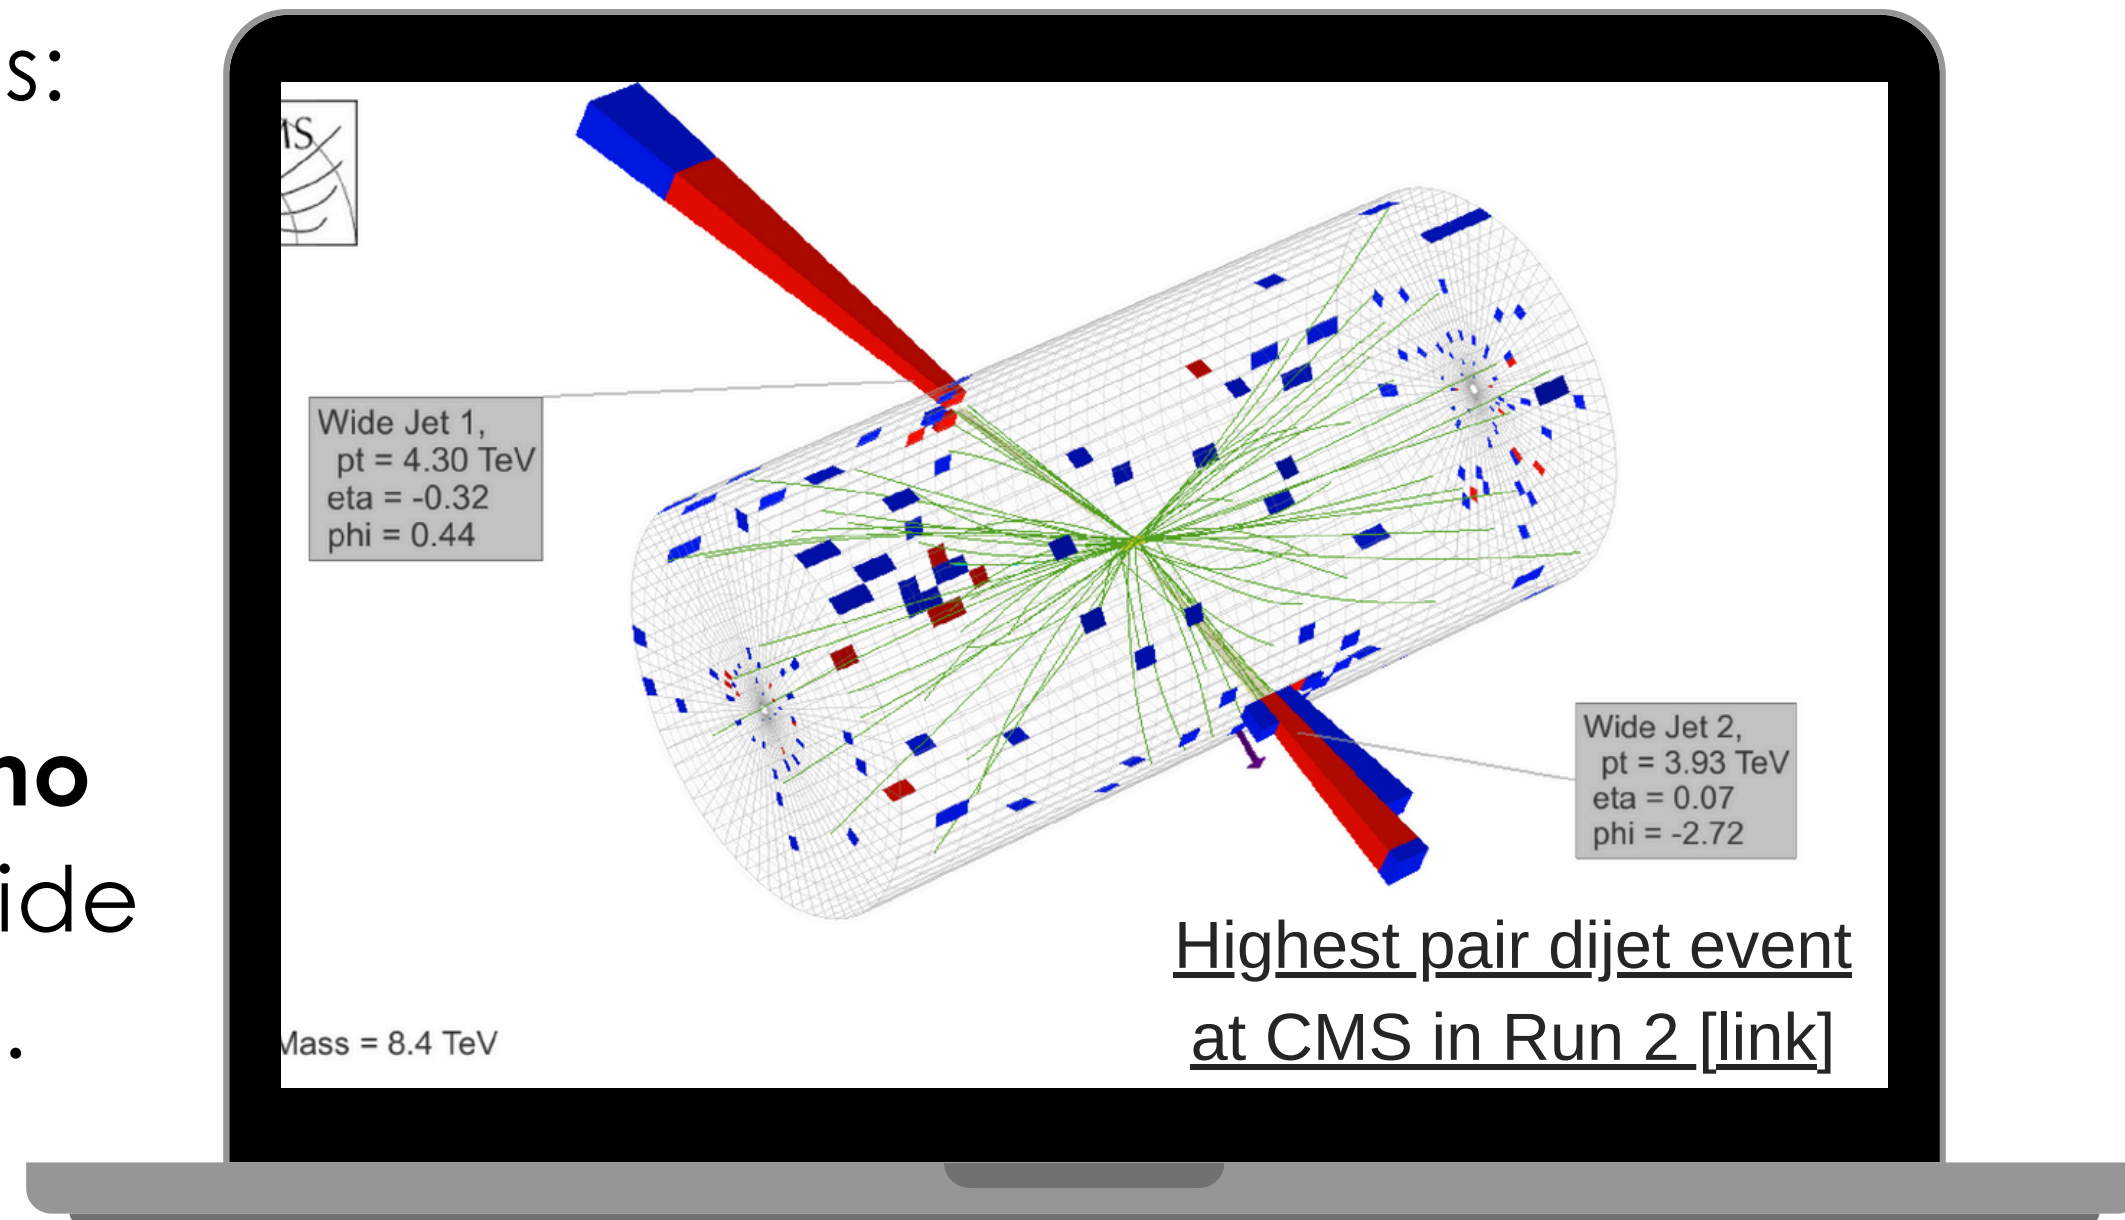 s:
MS
Wide Jet 1,
pt = 4.30 TeV
eta = -0.32
phi = 0.44
no
ide
.
Wide Jet 2,
pt = 3.93 TeV
eta = 0.07
phi = -2.72
Highest pair dijet event
at CMS in Run 2 [link]
Mass = 8.4 TeV